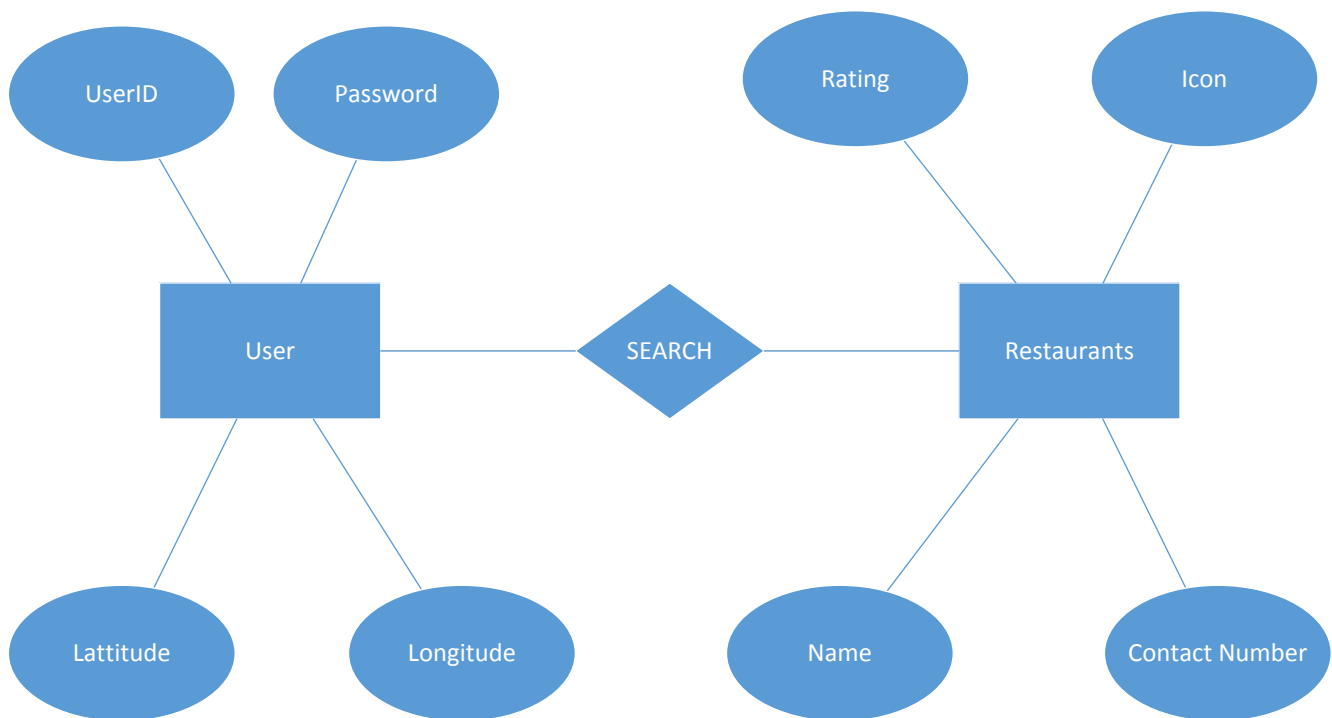 UserID
Password
Rating
Icon
User
SEARCH
Restaurants
Lattitude
Longitude
Name
Contact Number